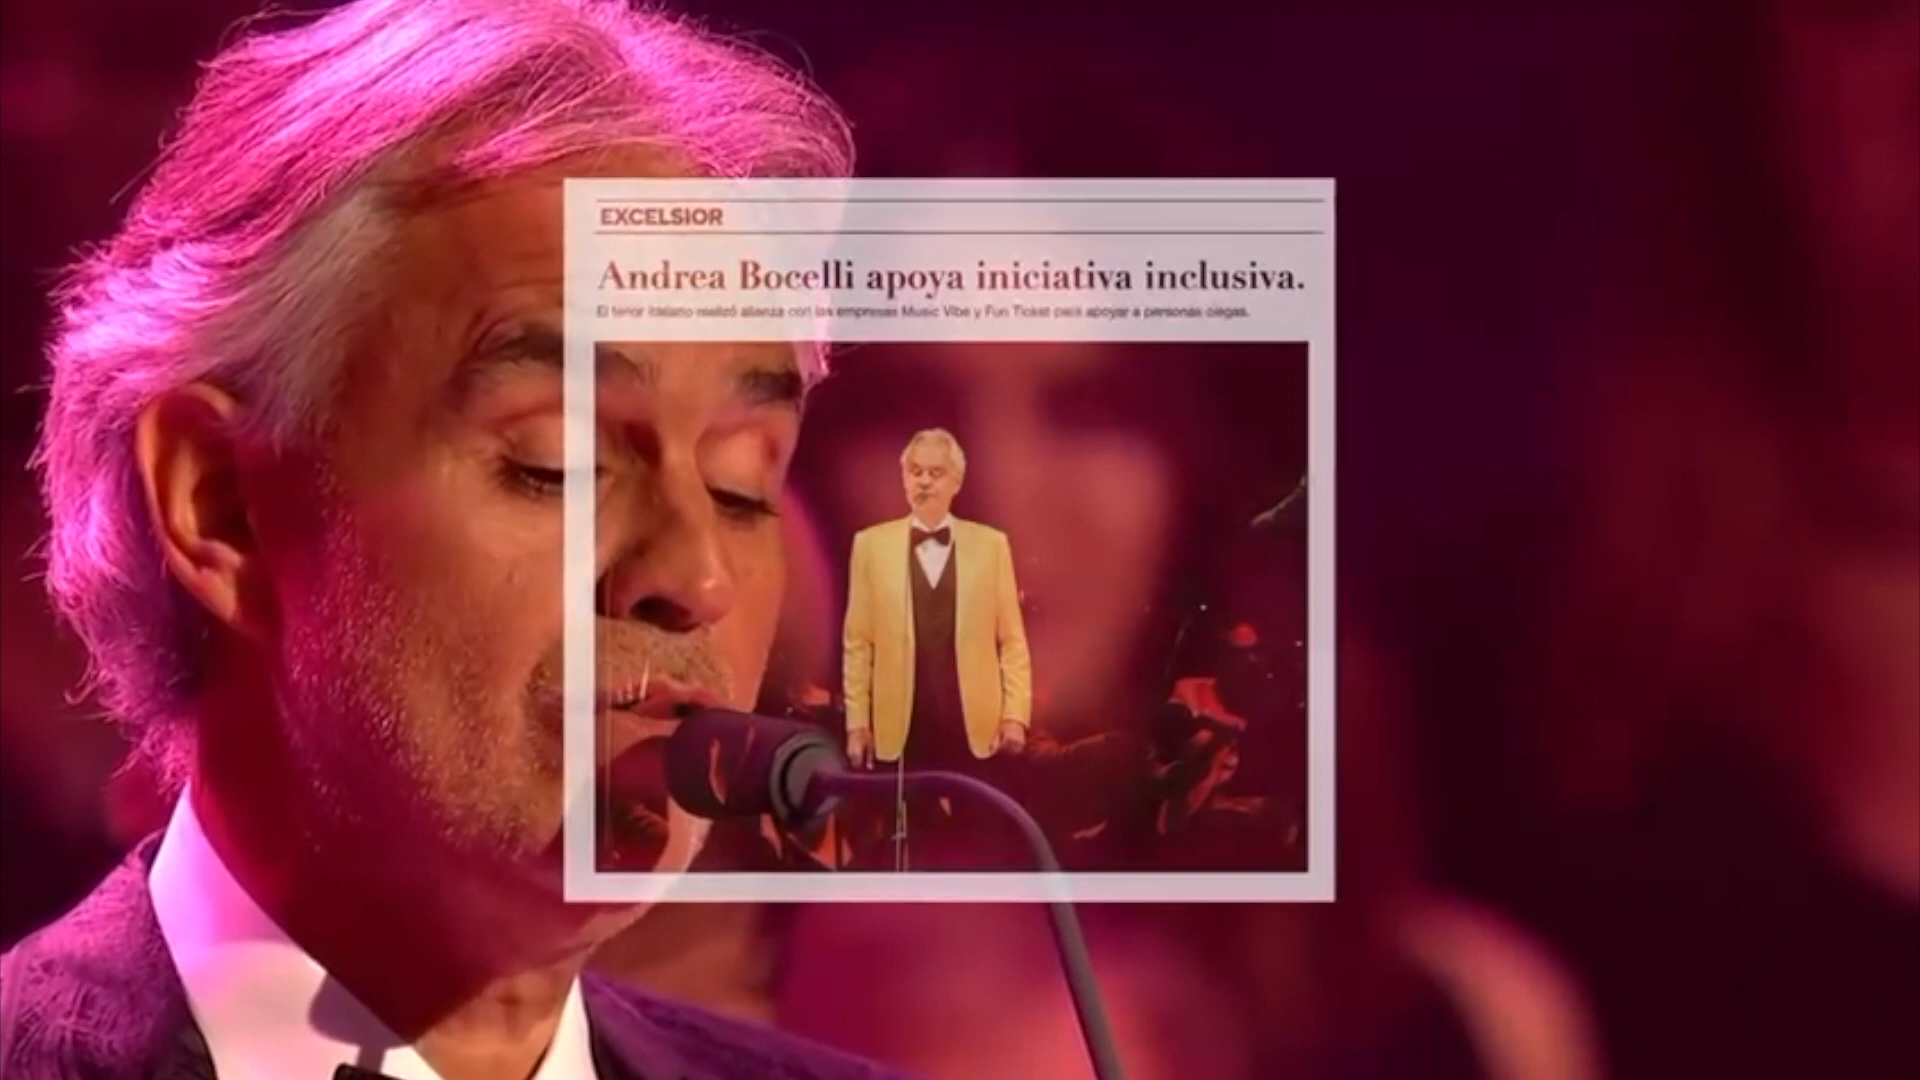 EXCELSIOR
Andrea Bocelli apoya iniciativa inclusiva.
El tenor italiano realizó alianza con las empresas Music Vibe y Fun Ticket para apoyar a personas ciegas.